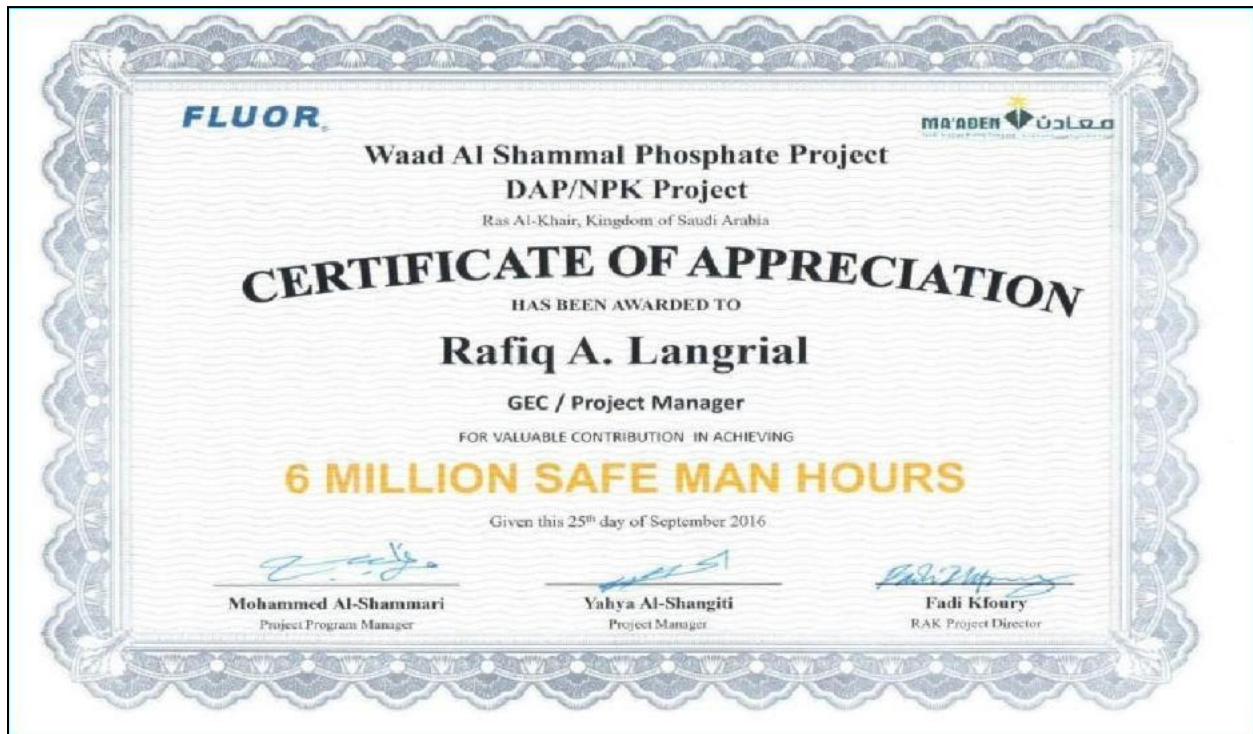 FLUOR®
MA'ADEN معادن
Waad Al Shammal Phosphate Project
DAP/NPK Project
Ras Al-Khair, Kingdom of Saudi Arabia
CERTIFICATE OF APPRECIATION
HAS BEEN AWARDED TO
Rafiq A. Langrial
GEC / Project Manager
FOR VALUABLE CONTRIBUTION IN ACHIEVING
6 MILLION SAFE MAN HOURS
Given this 25th day of September 2016
Mohammed Al-Shammari Yahya Al-Shangiti Fadi Kfoury
Project Program Manager Project Manager RAK Project Director